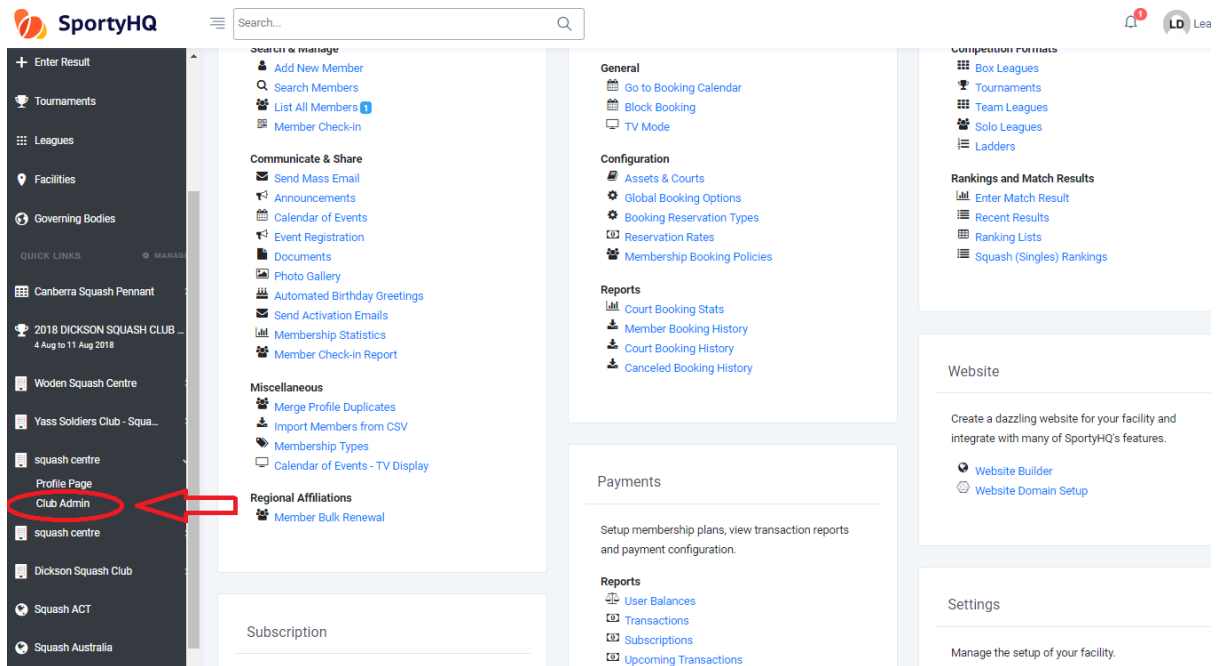 SportyHQ
Search...
1
LD Lea
Enter Result
Tournaments
Leagues
Facilities
Governing Bodies
QUICK LINKS
MANAG
Canberra Squash Pennant
2018 DICKSON SQUASH CLUB ...
4 Aug to 11 Aug 2018
Woden Squash Centre
Yass Soldiers Club - Squa...
squash centre
Profile Page
Club Admin
squash centre
Dickson Squash Club
Squash ACT
Squash Australia
Search & Manage
Add New Member
Search Members
List All Members 1
Member Check-in
Communicate & Share
Send Mass Email
Announcements
Calendar of Events
Event Registration
Documents
Photo Gallery
Automated Birthday Greetings
Send Activation Emails
Membership Statistics
Member Check-in Report
Miscellaneous
Merge Profile Duplicates
Import Members from CSV
Membership Types
Calendar of Events - TV Display
Regional Affiliations
Member Bulk Renewal
Subscription
General
Go to Booking Calendar
Block Booking
TV Mode
Configuration
Assets & Courts
Global Booking Options
Booking Reservation Types
Reservation Rates
Membership Booking Policies
Reports
Court Booking Stats
Member Booking History
Court Booking History
Canceled Booking History
Payments
Setup membership plans, view transaction reports
and payment configuration.
Reports
User Balances
Transactions
Subscriptions
Upcoming Transactions
Competition Formats
Box Leagues
Tournaments
Team Leagues
Solo Leagues
Ladders
Rankings and Match Results
Enter Match Result
Recent Results
Ranking Lists
Squash (Singles) Rankings
Website
Create a dazzling website for your facility and
integrate with many of SportyHQ's features.
Website Builder
Website Domain Setup
Settings
Manage the setup of your facility.